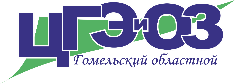 ЦГЭиОЗ
Гомельский областной